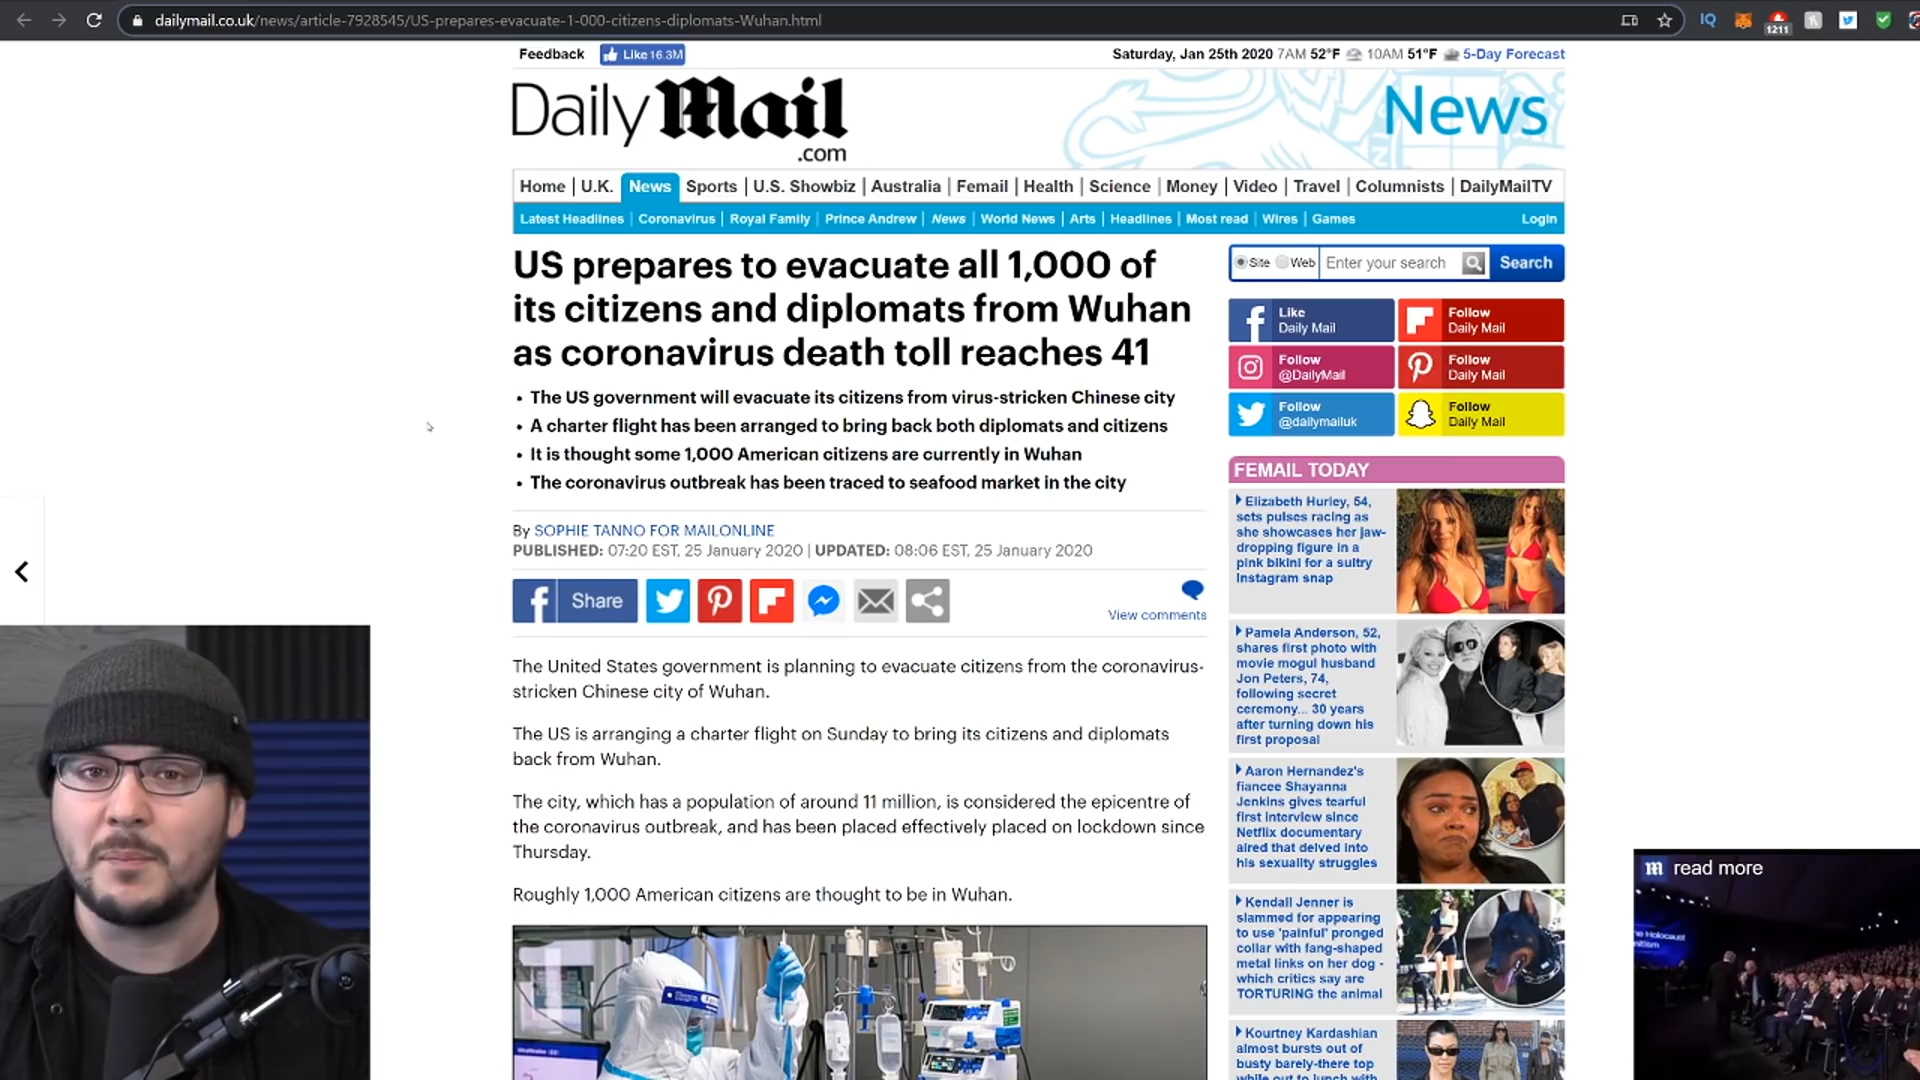 dailymail.co.uk/news/article-7928545/US-prepares-evacuate-1-000-citizens-diplomats-Wuhan.html
1211
Feedback
Like 16.3M
Saturday, Jan 25th 2020 7AM 52°F 10AM 51°F 5-Day Forecast
Daily Mail
.com
News
Home | U.K. News Sports | U.S. Showbiz | Australia | Femail | Health | Science | Money | Video | Travel | Columnists | DailyMailTV
Latest Headlines | Coronavirus | Royal Family | Prince Andrew | News | World News | Arts | Headlines | Most read | Wires | Games
Login
US prepares to evacuate all 1,000 of
its citizens and diplomats from Wuhan
as coronavirus death toll reaches 41
• The US government will evacuate its citizens from virus-stricken Chinese city
• A charter flight has been arranged to bring back both diplomats and citizens
• It is thought some 1,000 American citizens are currently in Wuhan
• The coronavirus outbreak has been traced to seafood market in the city
By SOPHIE TANNO FOR MAILONLINE
PUBLISHED: 07:20 EST, 25 January 2020 | UPDATED: 08:06 EST, 25 January 2020
Share
View comments
The United States government is planning to evacuate citizens from the coronavirus-
stricken Chinese city of Wuhan.
The US is arranging a charter flight on Sunday to bring its citizens and diplomats
back from Wuhan.
The city, which has a population of around 11 million, is considered the epicentre of
the coronavirus outbreak, and has been placed effectively placed on lockdown since
Thursday.
Roughly 1,000 American citizens are thought to be in Wuhan.
Site Web Enter your search Search
Like
Daily Mail
Follow
Daily Mail
Follow
@DailyMail
Follow
Daily Mail
Follow
@dailymailuk
Follow
Daily Mail
FEMAIL TODAY
Elizabeth Hurley, 54,
sets pulses racing as
she showcases her jaw-
dropping figure in a
pink bikini for a sultry
Instagram snap
Pamela Anderson, 52,
shares first photo with
movie mogul husband
Jon Peters, 74,
following secret
ceremony... 30 years
after turning down his
first proposal
Aaron Hernandez's
fiancee Shayanna
Jenkins gives tearful
first interview since
Netflix documentary
aired that delved into
his sexuality struggles
Kendall Jenner is
slammed for appearing
to use 'painful' pronged
collar with fang-shaped
metal links on her dog -
which critics say are
TORTURING the animal
Kourtney Kardashian
almost bursts out of
busty barely-there top
while out to lunch with
m read more
Holocaust